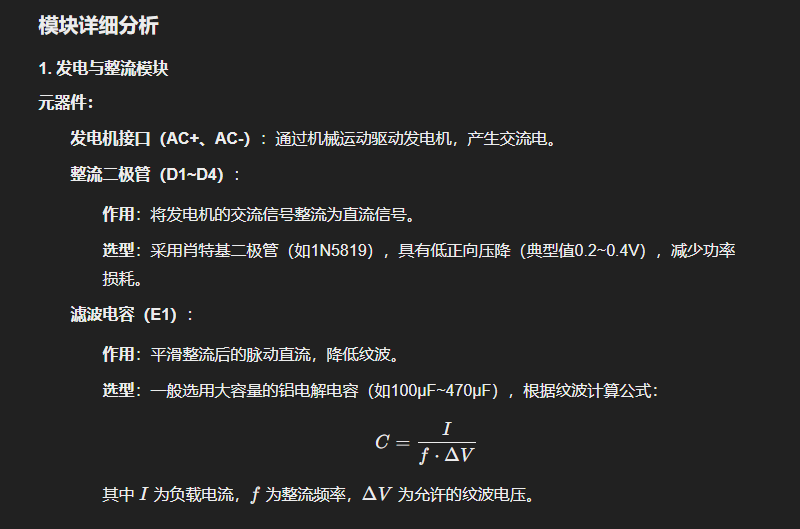 模块详细分析
1. 发电与整流模块
元器件：
发电机接口（AC+、AC-）：通过机械运动驱动发电机，产生交流电。
整流二极管（D1~D4）：
作用：将发电机的交流信号整流为直流信号。
选型：采用肖特基二极管（如1N5819），具有低正向压降（典型值0.2~0.4V），减少功率
损耗。
滤波电容（E1）：
作用：平滑整流后的脉动直流，降低纹波。
选型：一般选用大容量的铝电解电容（如100μF~470μF），根据纹波计算公式：
C = I / (f · ΔV)
其中 I 为负载电流，f 为整流频率，ΔV 为允许的纹波电压。